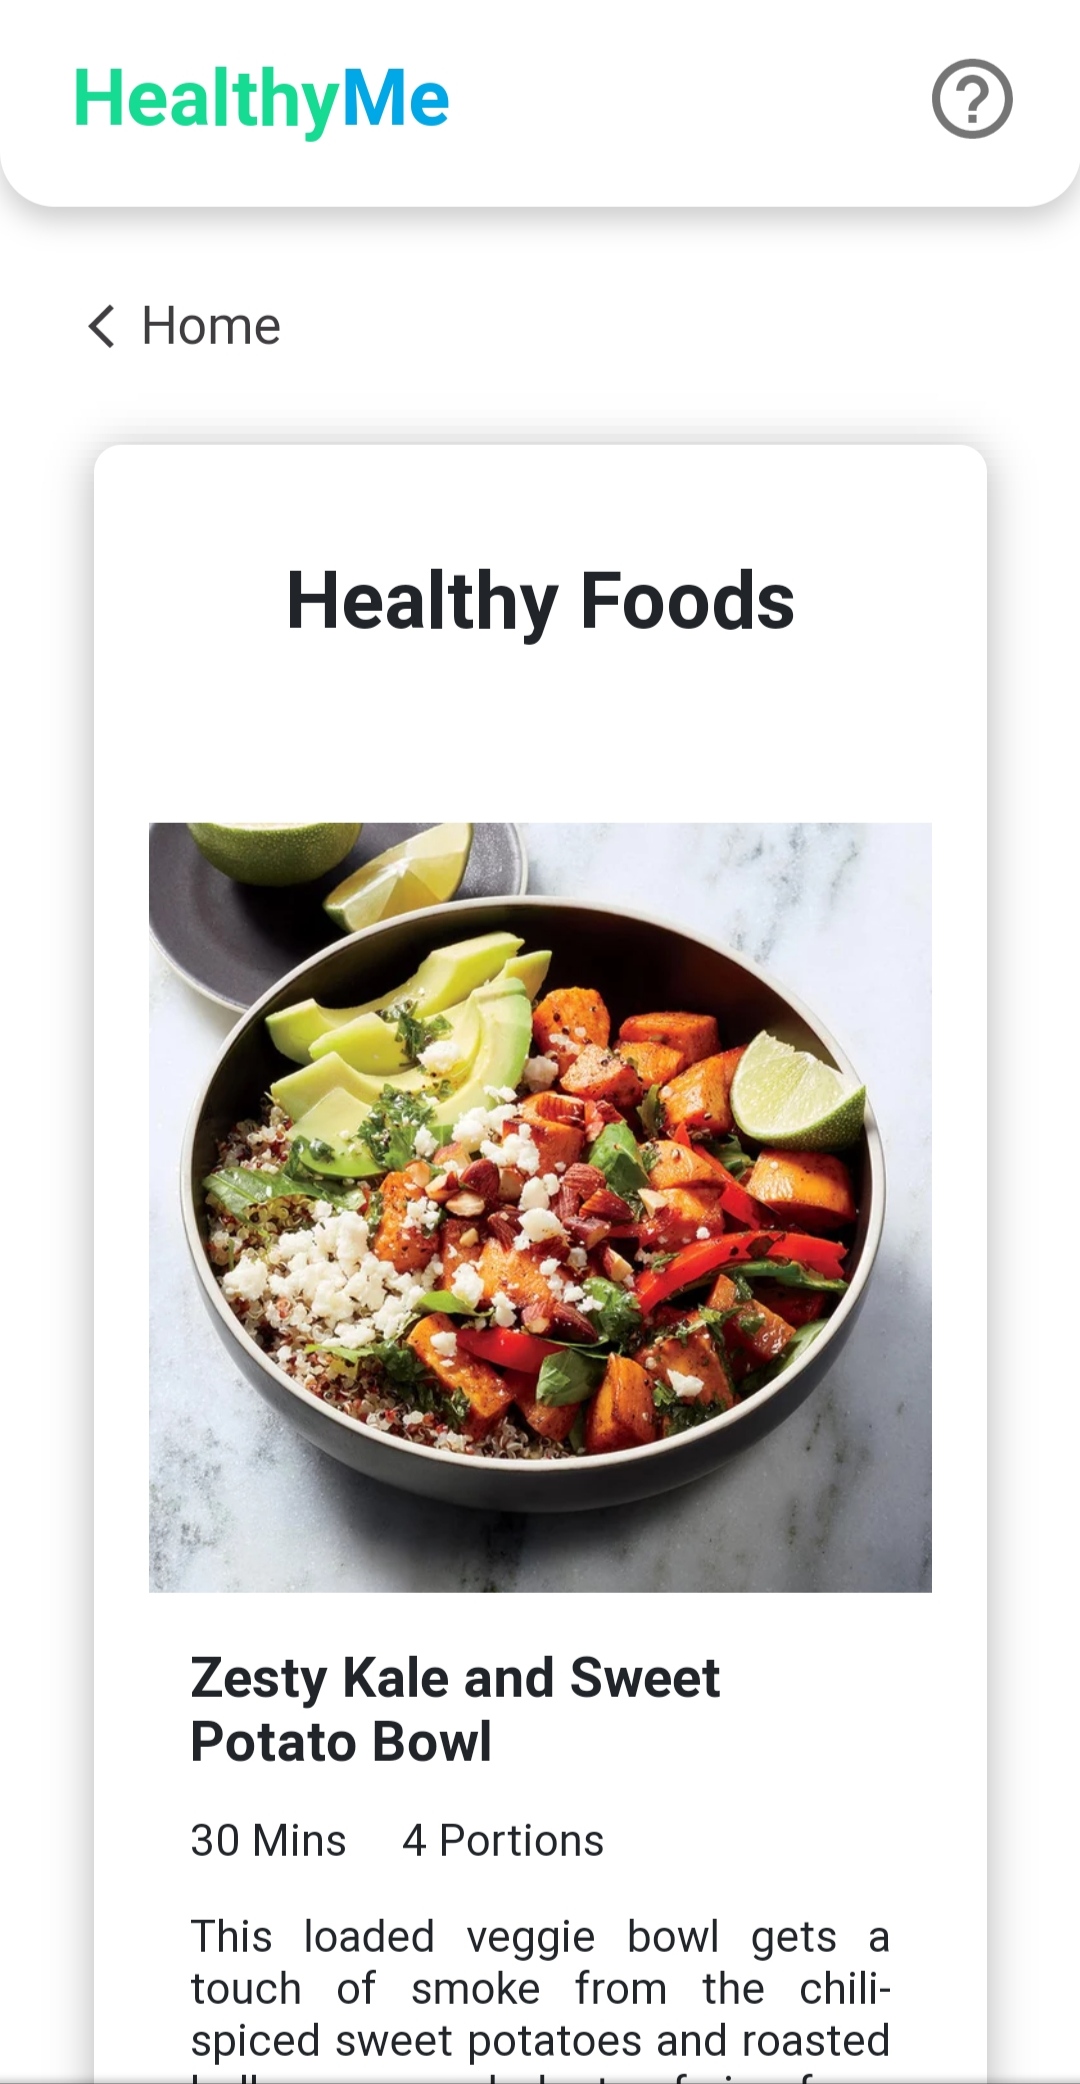 HealthyMe
Home
Healthy Foods
Zesty Kale and Sweet
Potato Bowl
30 Mins 4 Portions
This loaded veggie bowl gets a
touch of smoke from the chili-
spiced sweet potatoes and roasted